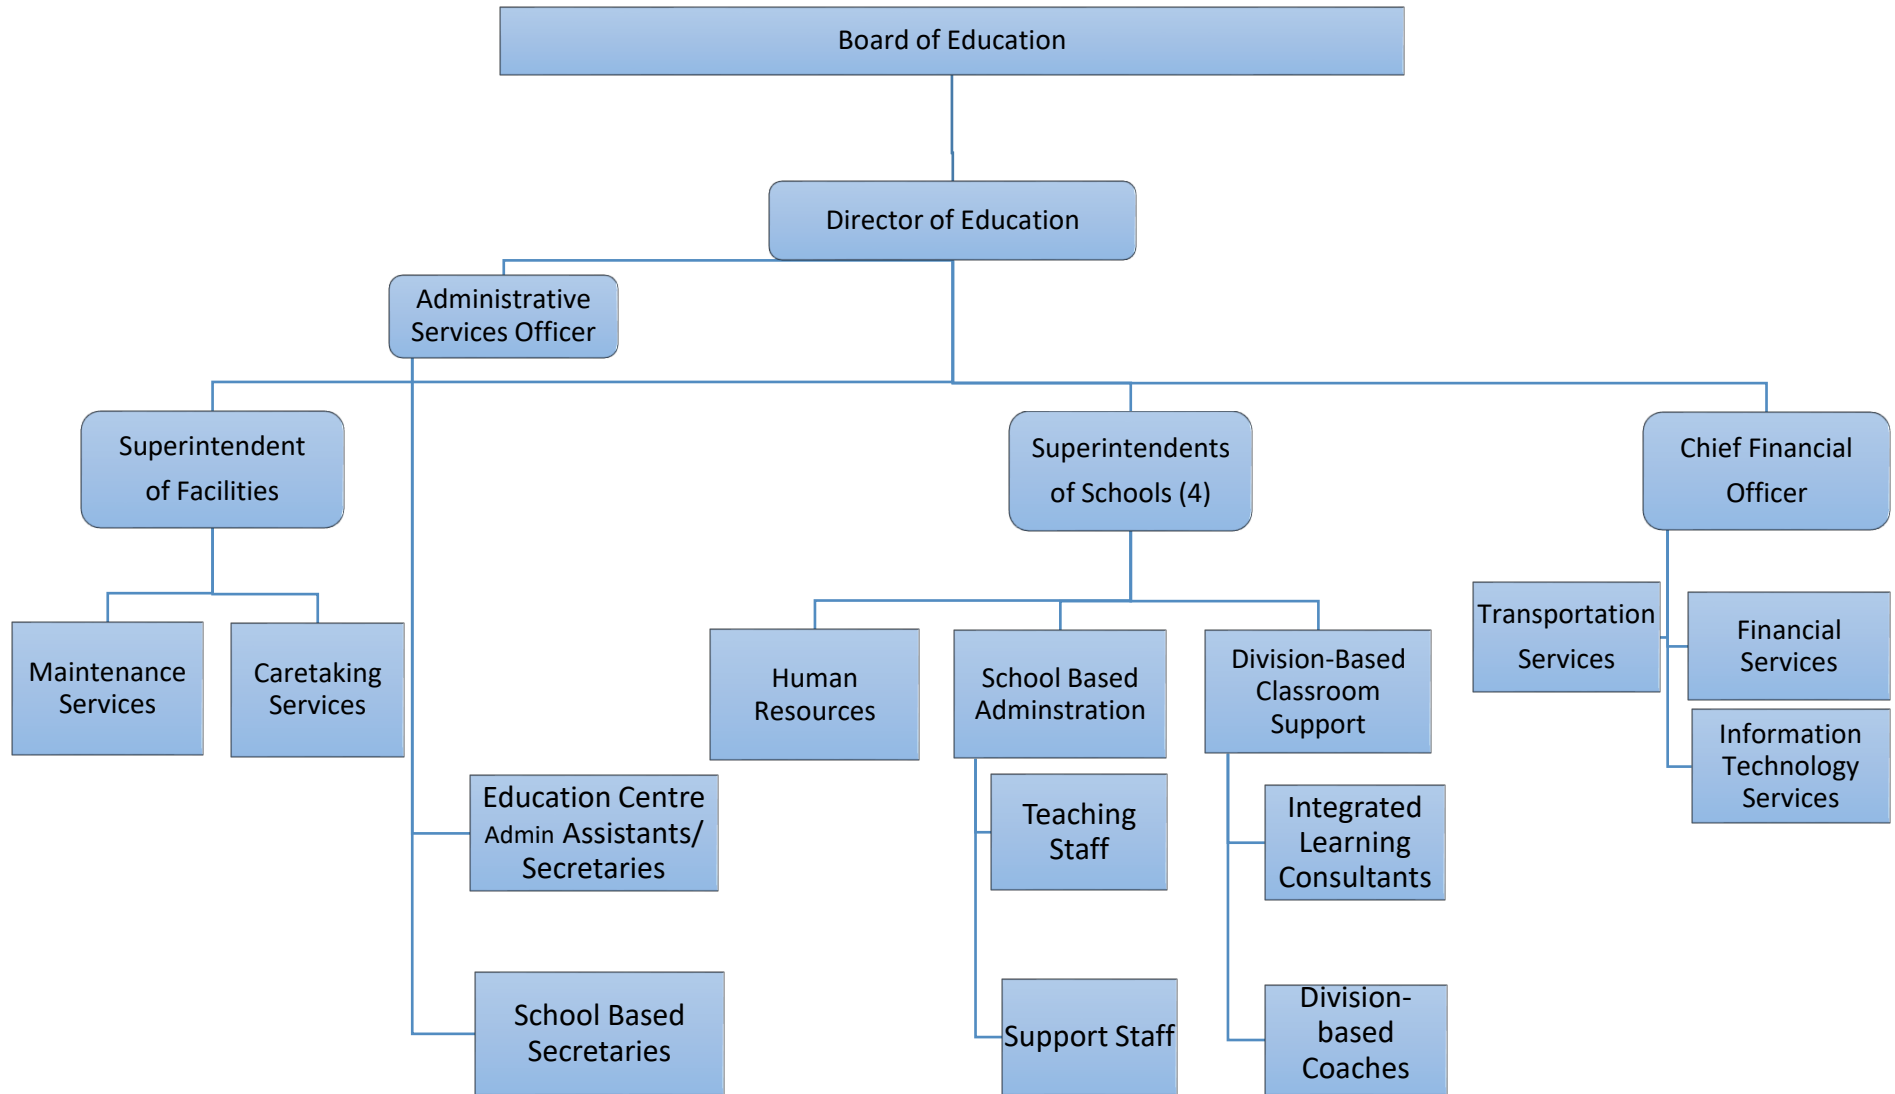 Board of Education
Director of Education
Administrative
Services Officer
Superintendent
of Facilities
Superintendents
of Schools (4)
Chief Financial
Officer
Maintenance
Services
Caretaking
Services
Human
Resources
School Based
Adminstration
Division-Based
Classroom
Support
Transportation
Services
Financial
Services
Information
Technology
Services
Education Centre
Admin Assistants/
Secretaries
Teaching
Staff
Integrated
Learning
Consultants
School Based
Secretaries
Support Staff
Division-
based
Coaches